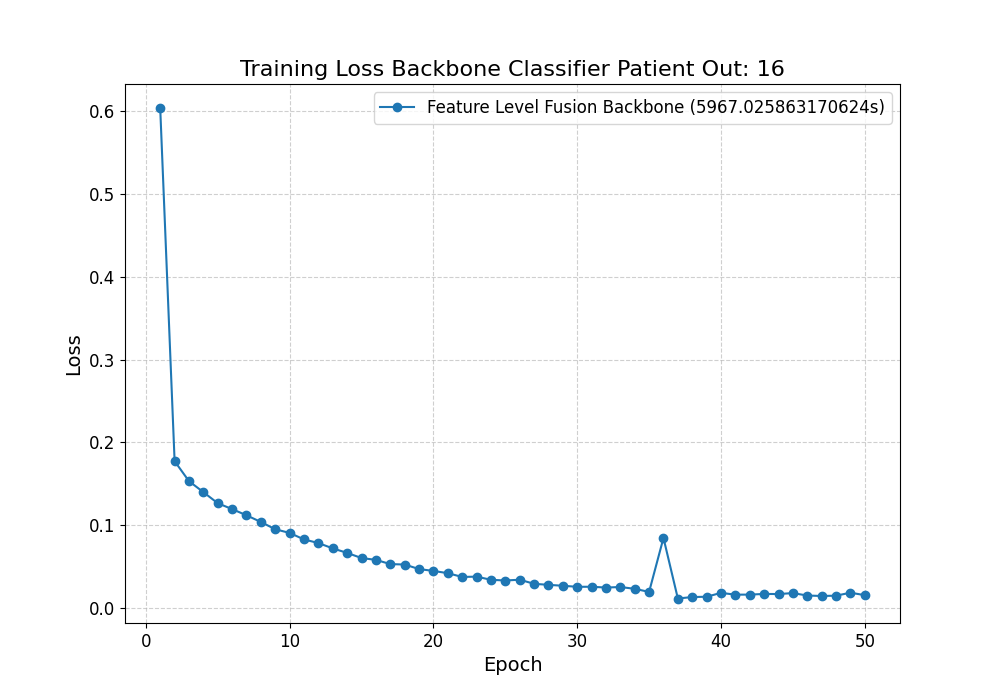 Training Loss Backbone Classifier Patient Out: 16
Feature Level Fusion Backbone (5967.025863170624s)
0.6
0.5
0.4
0.3
0.2
0.1
0.0
Loss
0 10 20 30 40 50
Epoch